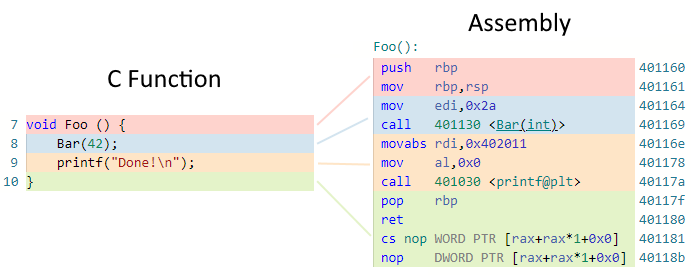 Assembly
C Function
Foo():
7 void Foo () {
8 Bar(42);
9 printf("Done!\n");
10 }
push rbp 401160
mov rbp,rsp 401161
mov edi,0x2a 401164
call 401130 <Bar(int)> 401169
movabs rdi,0x402011 40116e
mov al,0x0 401178
call 401030 <printf@plt> 40117a
pop rbp 40117f
ret 401180
cs nop WORD PTR [rax+rax*1+0x0] 401181
nop DWORD PTR [rax+rax*1+0x0] 40118b